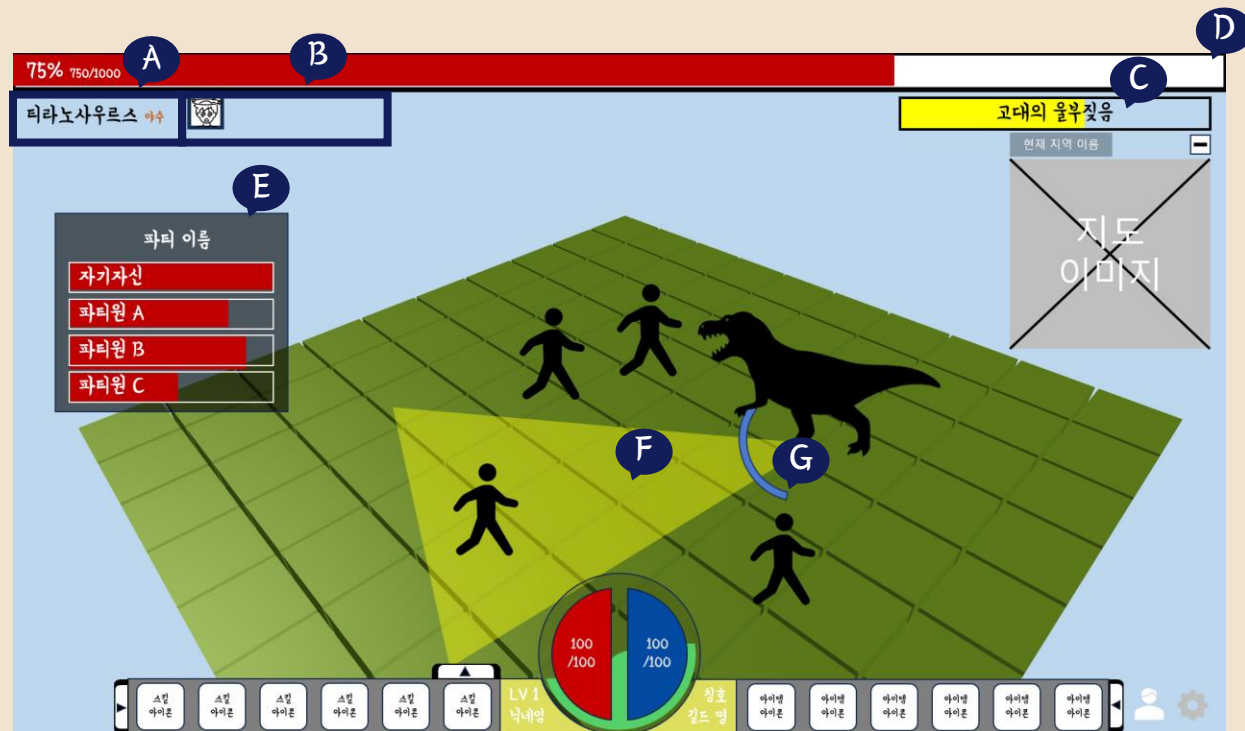 D
A
B
75% 750/1000
C
티라노사우르스 야수
고대의 울부짖음
현재 지역 이름
E
파티 이름
지도
이미지
자기자신
파티원 A
파티원 B
파티원 C
F
G
100
/100
100
/100
스킬
아이콘
스킬
아이콘
스킬
아이콘
스킬
아이콘
스킬
아이콘
스킬
아이콘
LV 1
닉네임
칭호
길드 명
아이템
아이콘
아이템
아이콘
아이템
아이콘
아이템
아이콘
아이템
아이콘
아이템
아이콘